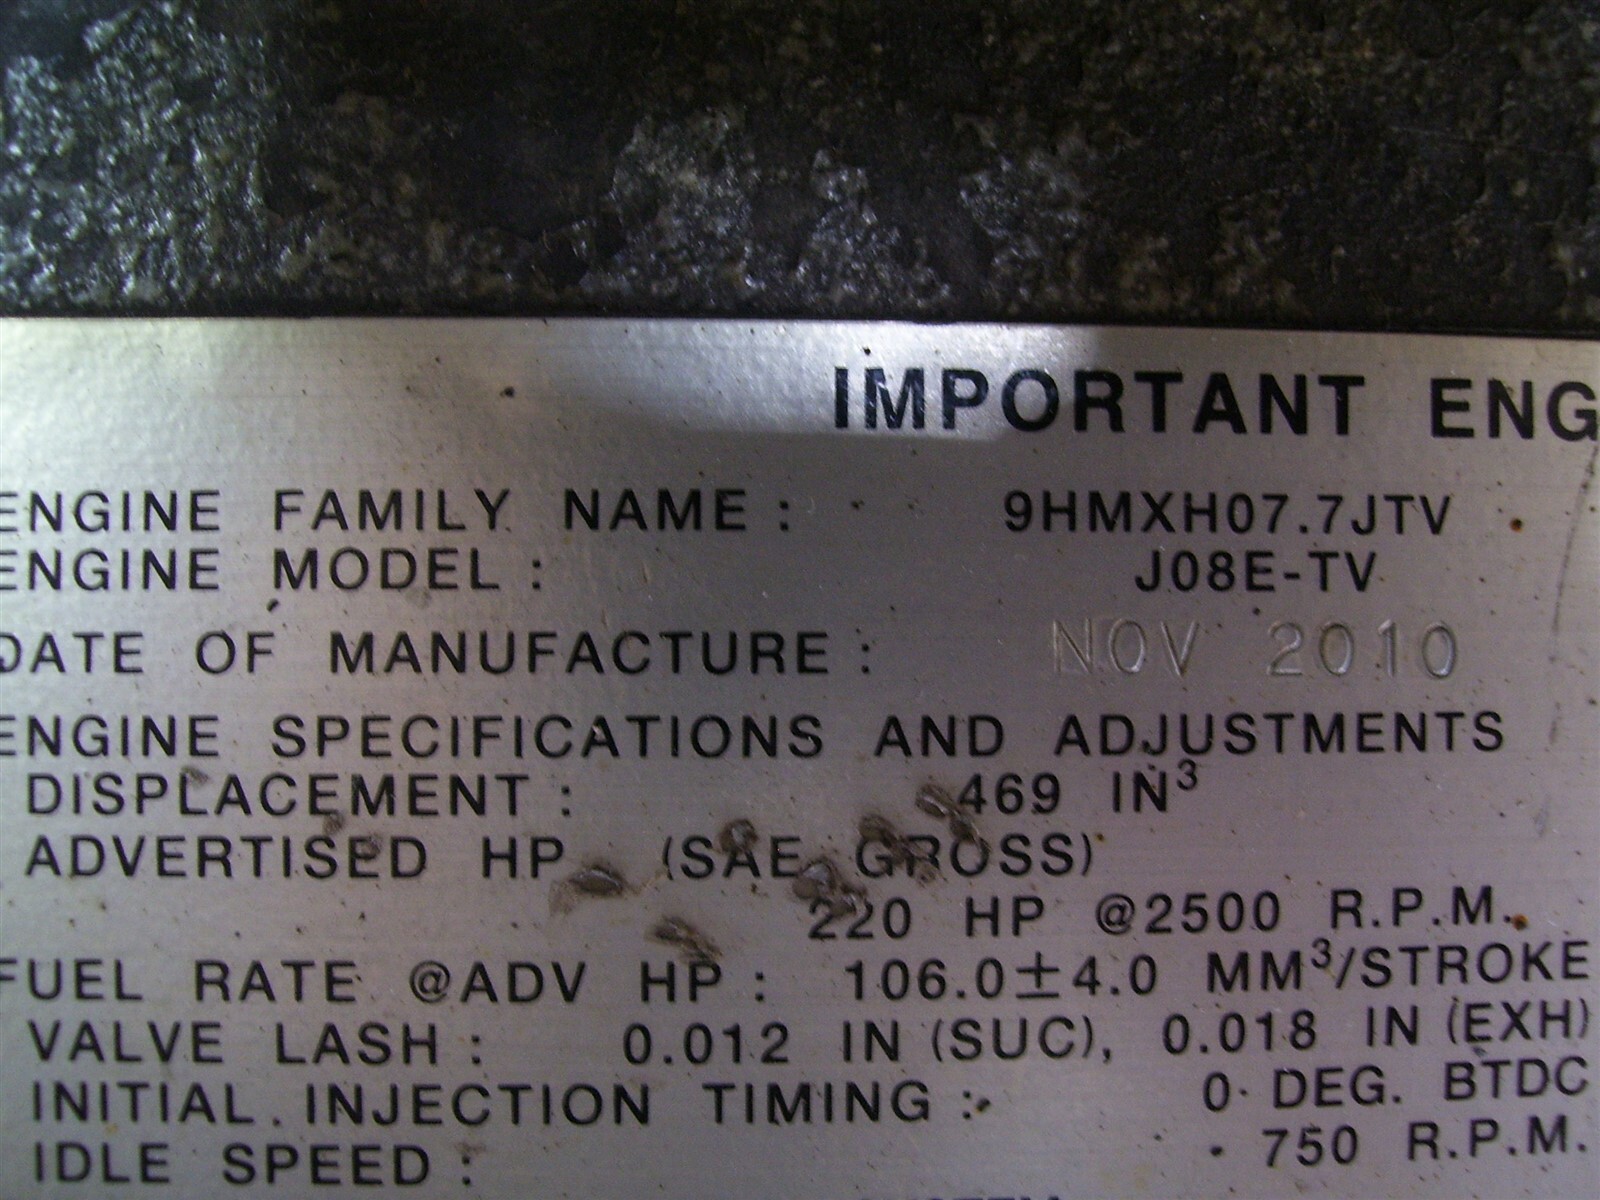 IMPORTANT ENG
ENGINE FAMILY NAME : 9HMXH07.7JTV
ENGINE MODEL : J08E-TV
DATE OF MANUFACTURE : NOV 2010
ENGINE SPECIFICATIONS AND ADJUSTMENTS
DISPLACEMENT : 469 IN³
ADVERTISED HP (SAE GROSS)
220 HP @2500 R.P.M.
FUEL RATE @ADV HP : 106.0±4.0 MM³/STROKE
VALVE LASH : 0.012 IN (SUC), 0.018 IN (EXH)
INITIAL INJECTION TIMING : 0 DEG. BTDC
IDLE SPEED : 750 R.P.M.